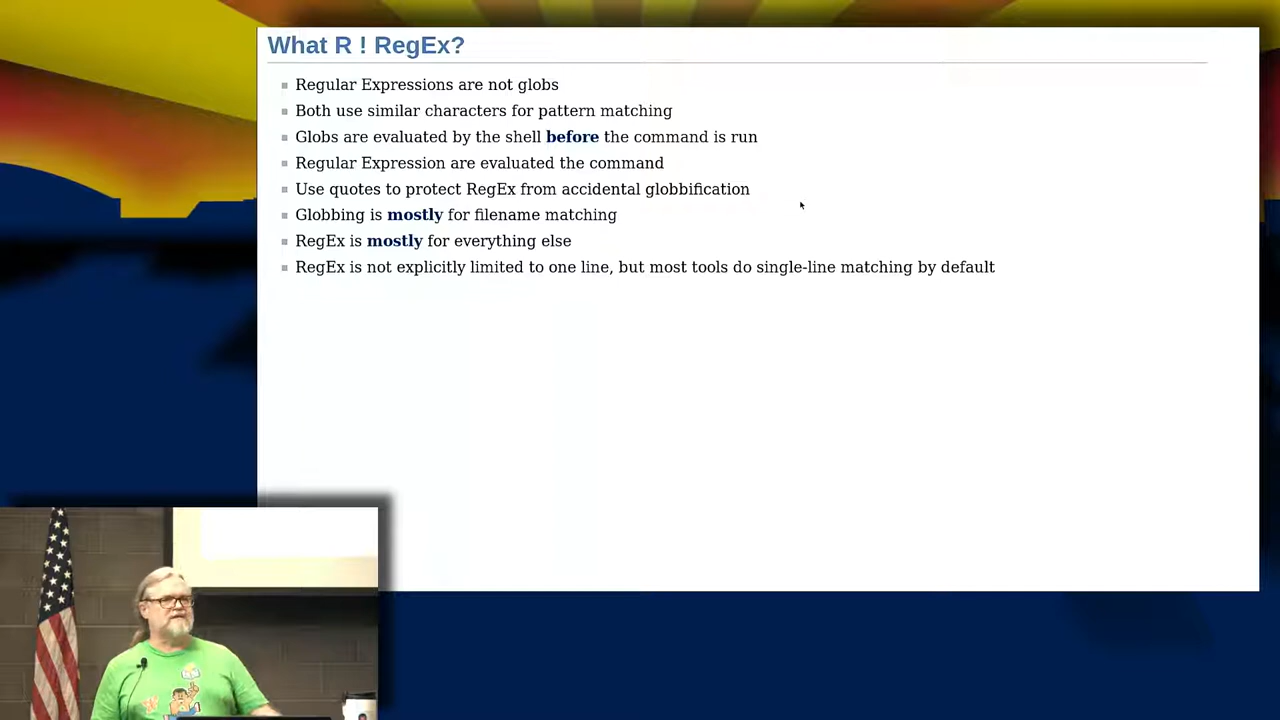 What R ! RegEx?
Regular Expressions are not globs
Both use similar characters for pattern matching
Globs are evaluated by the shell before the command is run
Regular Expression are evaluated the command
Use quotes to protect RegEx from accidental globbification
Globbing is mostly for filename matching
RegEx is mostly for everything else
RegEx is not explicitly limited to one line, but most tools do single-line matching by default